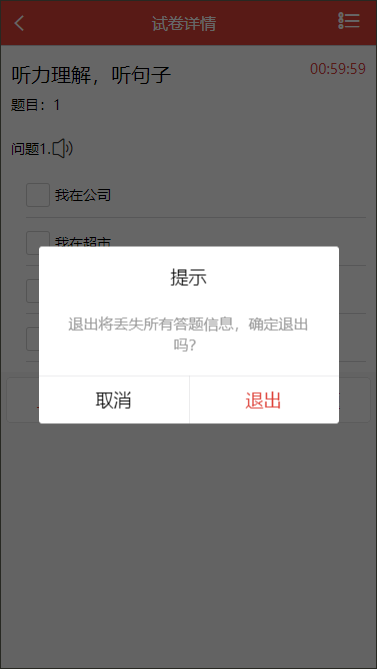 试卷详情
听力理解，听句子
00:59:59
题目：1
问题1.
我在公司
我在超市
提示
退出将丢失所有答题信息，确定退出
吗？
取消
退出